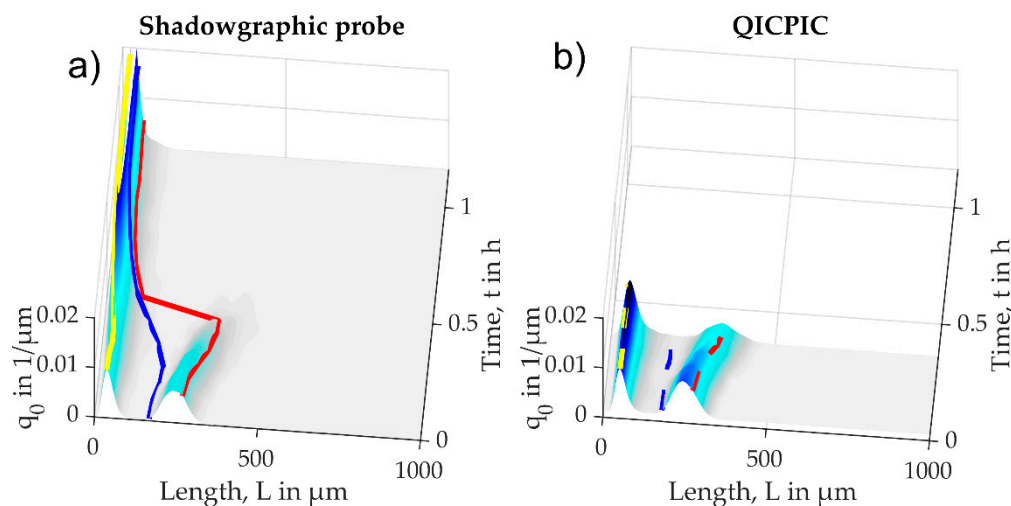 Shadowgraphic probe
a)
q₀ in 1/µm
0.02
0.01
0
0
500
1000
Length, L in µm
0
0.5
1
Time, t in h
QICPIC
b)
q₀ in 1/µm
0.02
0.01
0
0
500
1000
Length, L in µm
0
0.5
1
Time, t in h